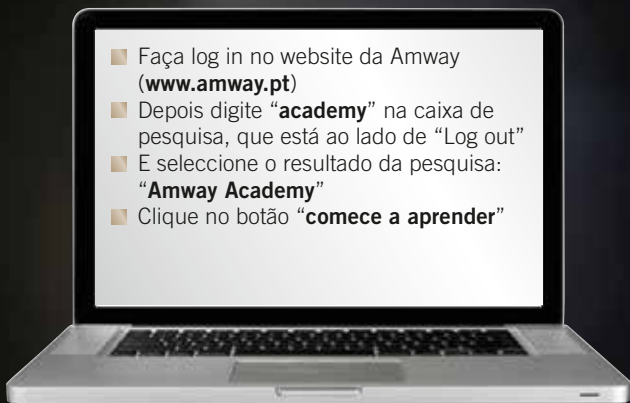 Faça log in no website da Amway
(www.amway.pt)
Depois digite “academy” na caixa de
pesquisa, que está ao lado de “Log out”
E seleccione o resultado da pesquisa:
“Amway Academy”
Clique no botão “comece a aprender”